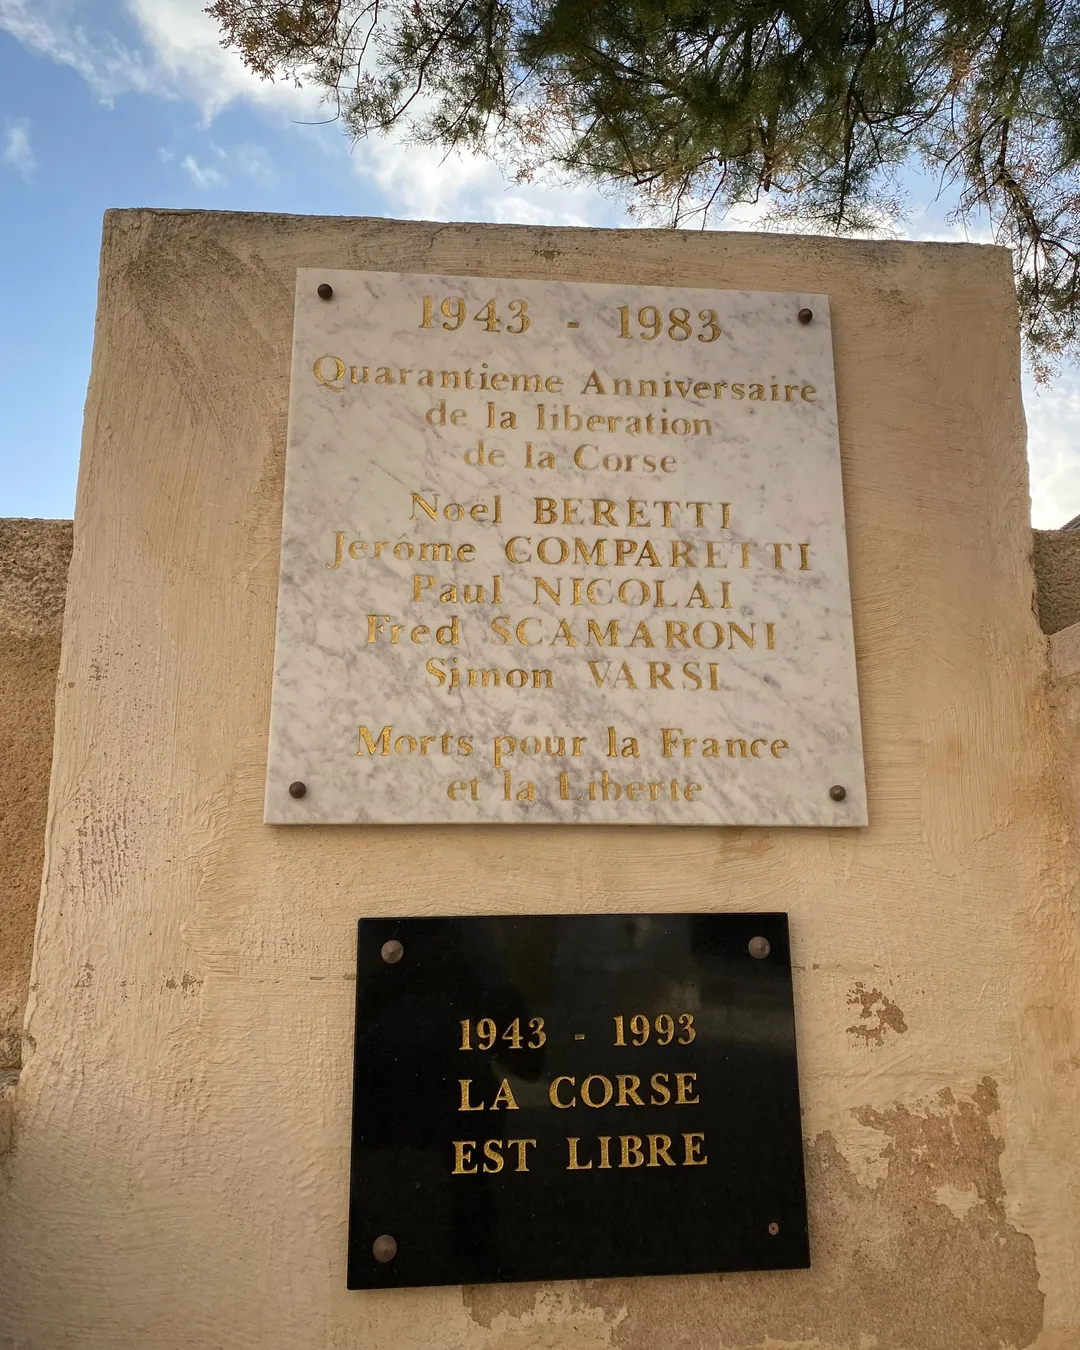 1943 - 1983
Quarantieme Anniversaire
de la liberation
de la Corse
Noel BERETTI
Jerôme COMPARETTI
Paul NICOLAI
Fred SCAMARONI
Simon VARSI
Morts pour la France
et la Liberte
1943 - 1993
LA CORSE
EST LIBRE